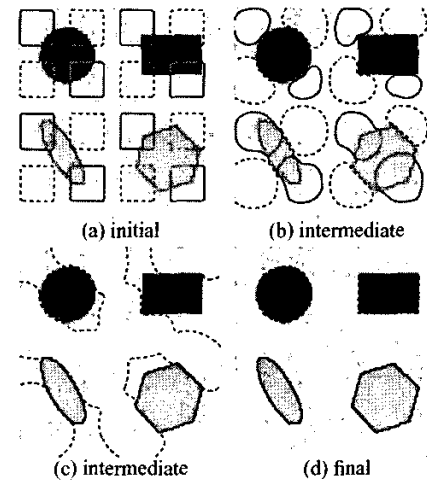 (a) initial
(b) intermediate
(c) intermediate
(d) final